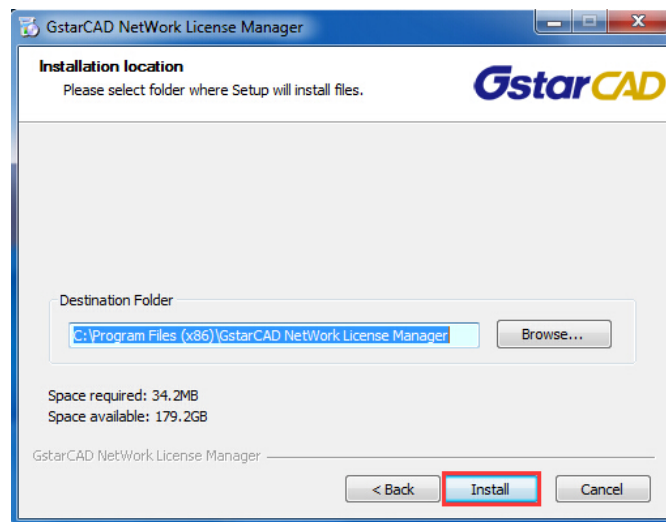 GstarCAD NetWork License Manager
Installation location
Please select folder where Setup will install files.
GstarCAD
Destination Folder
C:\Program Files (x86)\GstarCAD NetWork License Manager
Browse...
Space required: 34.2MB
Space available: 179.2GB
GstarCAD NetWork License Manager
< Back Install Cancel